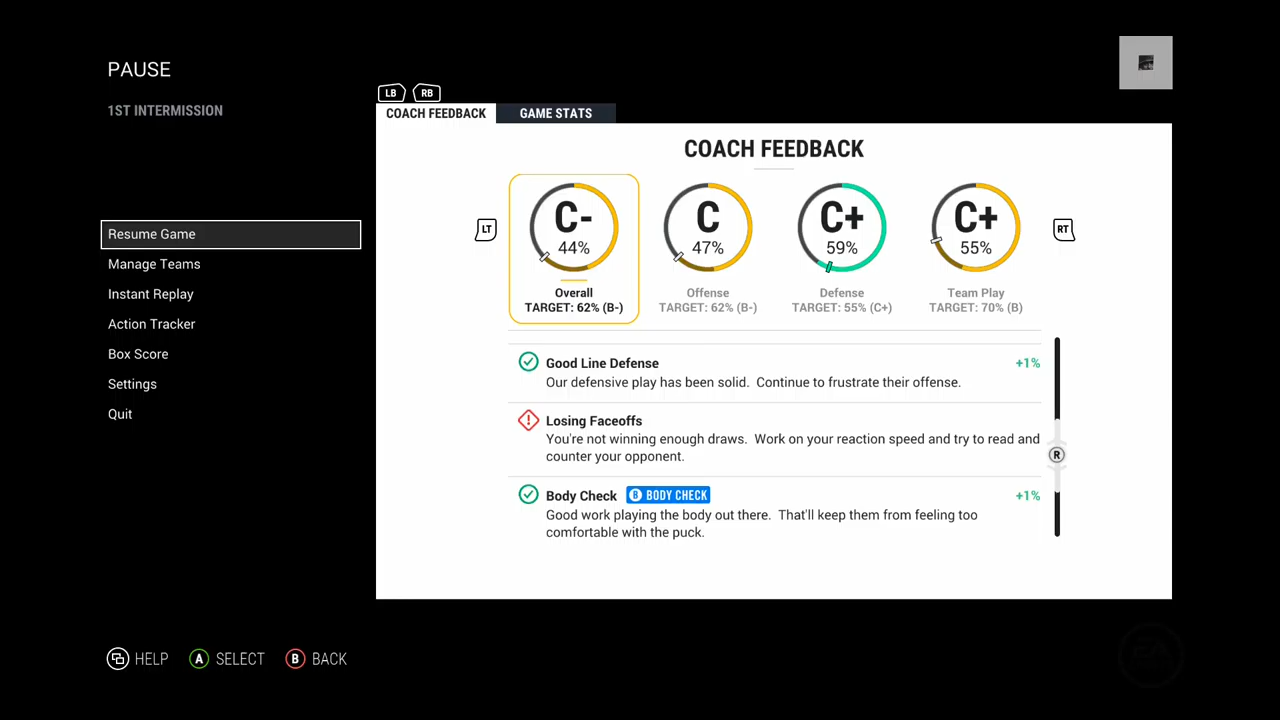 PAUSE
1ST INTERMISSION
LB RB
COACH FEEDBACK GAME STATS
COACH FEEDBACK
LT
C- C C+ C+
44% 47% 59% 55%
RT
Overall Offense Defense Team Play
TARGET: 62% (B-) TARGET: 62% (B-) TARGET: 55% (C+) TARGET: 70% (B)
Resume Game
Manage Teams
Instant Replay
Action Tracker
Box Score
Settings
Quit
Good Line Defense +1%
Our defensive play has been solid. Continue to frustrate their offense.
Losing Faceoffs
You're not winning enough draws. Work on your reaction speed and try to read and
counter your opponent.
R
Body Check R BODY CHECK +1%
Good work playing the body out there. That'll keep them from feeling too
comfortable with the puck.
HELP A SELECT B BACK
EA